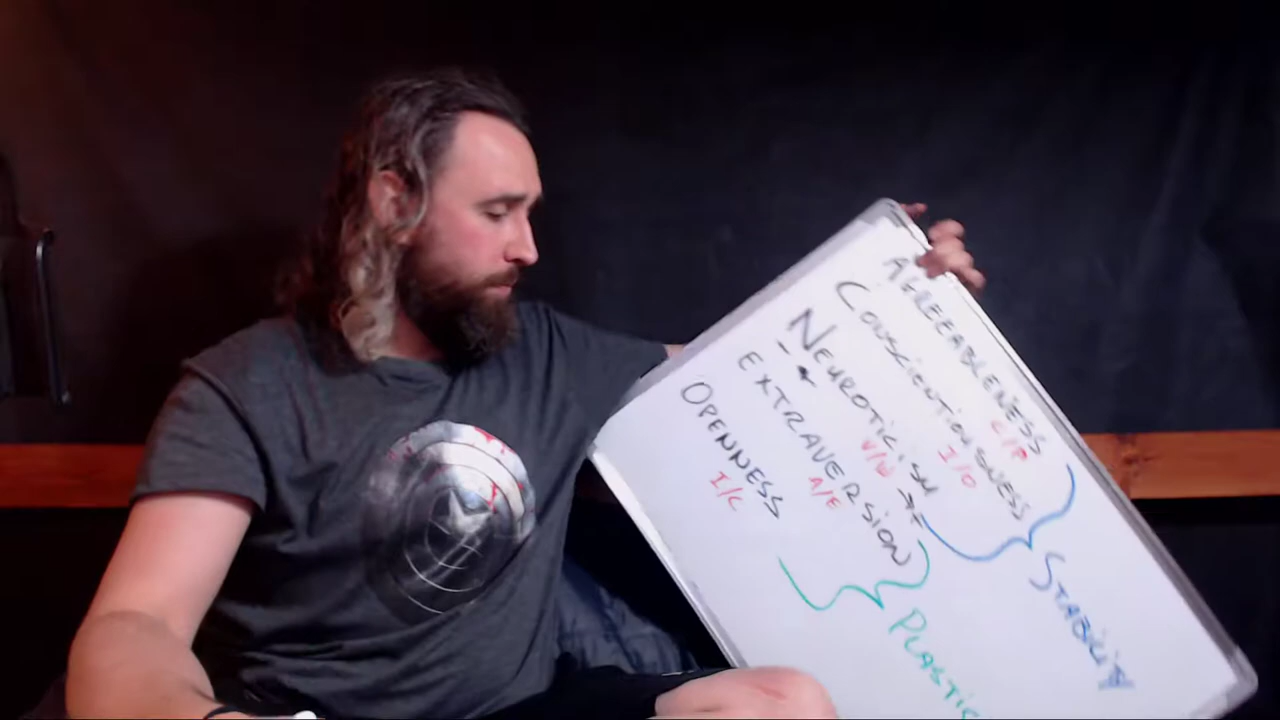 AGREEABLENESS
C/P
CONSCIENTIOUSNESS
I/O
NEUROTICISM
V/W
EXTRAVERSION
A/E
OPENNESS
I/C
STABILITY
PLASTIC